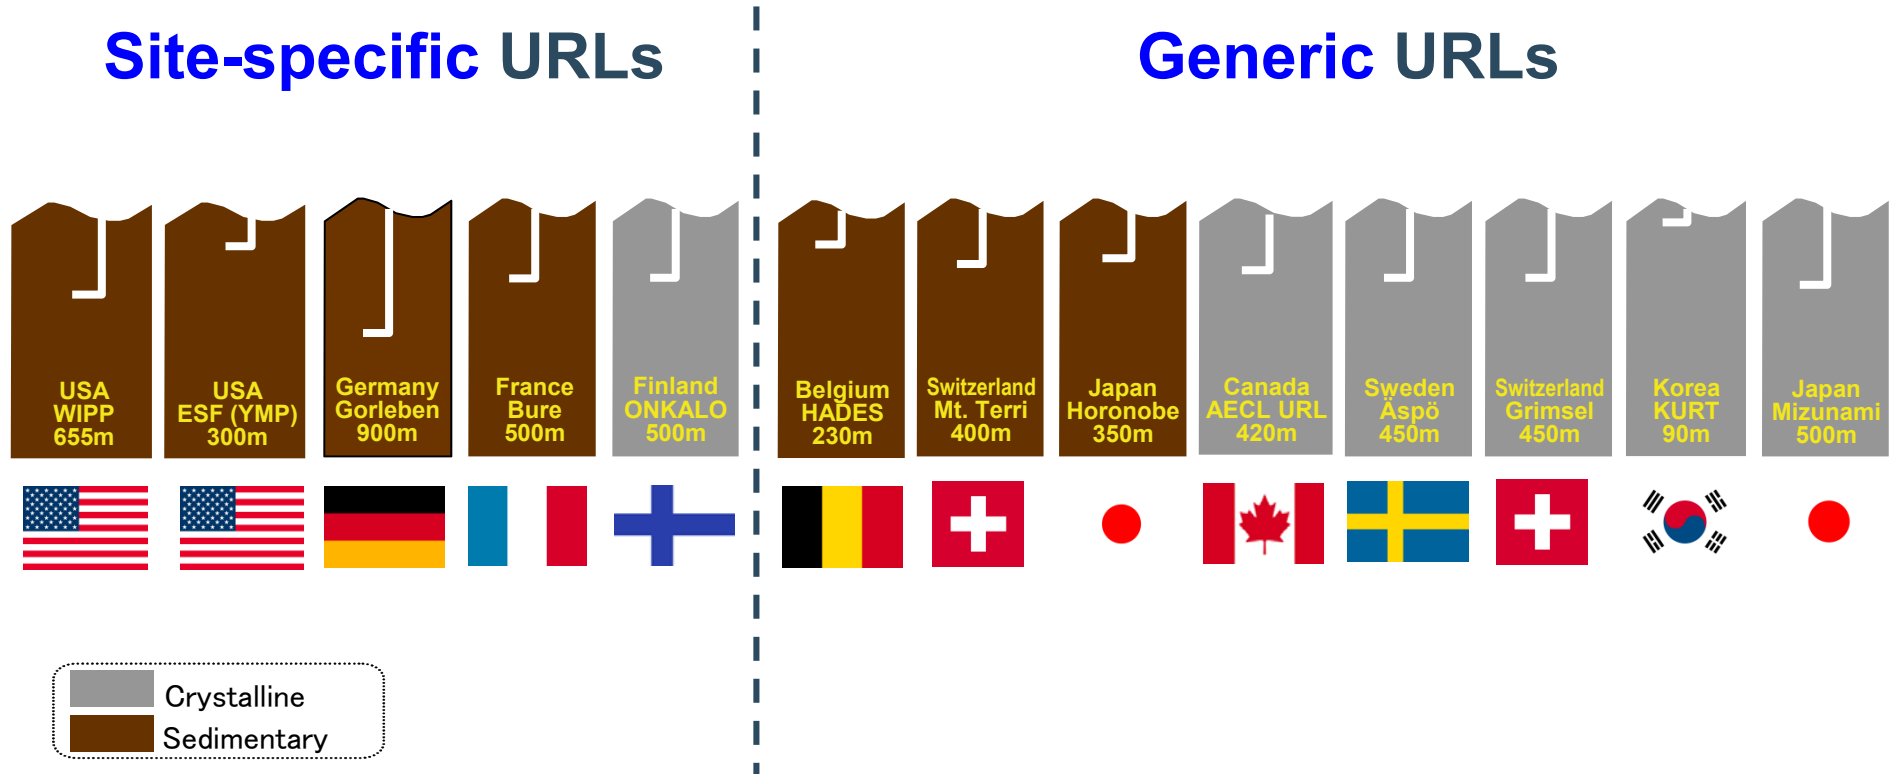 Site-specific URLs
Generic URLs
USA
WIPP
655m
USA
ESF (YMP)
300m
Germany
Gorleben
900m
France
Bure
500m
Finland
ONKALO
500m
Belgium
HADES
230m
Switzerland
Mt. Terri
400m
Japan
Horonobe
350m
Canada
AECL URL
420m
Sweden
Äspö
450m
Switzerland
Grimsel
450m
Korea
KURT
90m
Japan
Mizunami
500m
Crystalline
Sedimentary